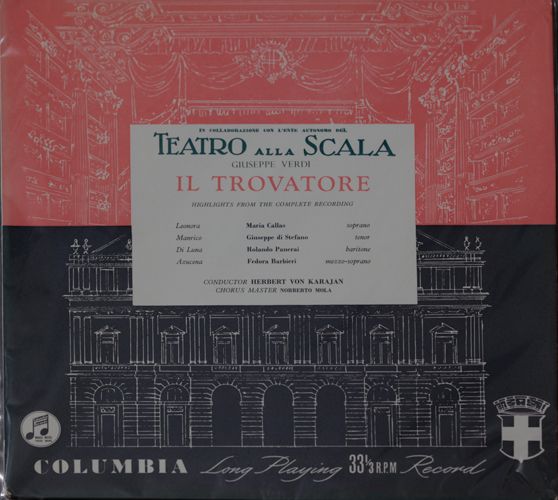 IN COLLABORAZIONE CON L'ENTE AUTONOMO DEL
TEATRO ALLA SCALA
GIUSEPPE VERDI
IL TROVATORE
HIGHLIGHTS FROM THE COMPLETE RECORDING
Leonora Maria Callas soprano
Manrico Giuseppe di Stefano tenor
Di Luna Rolando Panerai baritone
Azucena Fedora Barbieri mezzo-soprano
CONDUCTOR HERBERT VON KARAJAN
CHORUS MASTER NORBERTO MOLA
COLUMBIA Long Playing 33 1/3 R.P.M Record